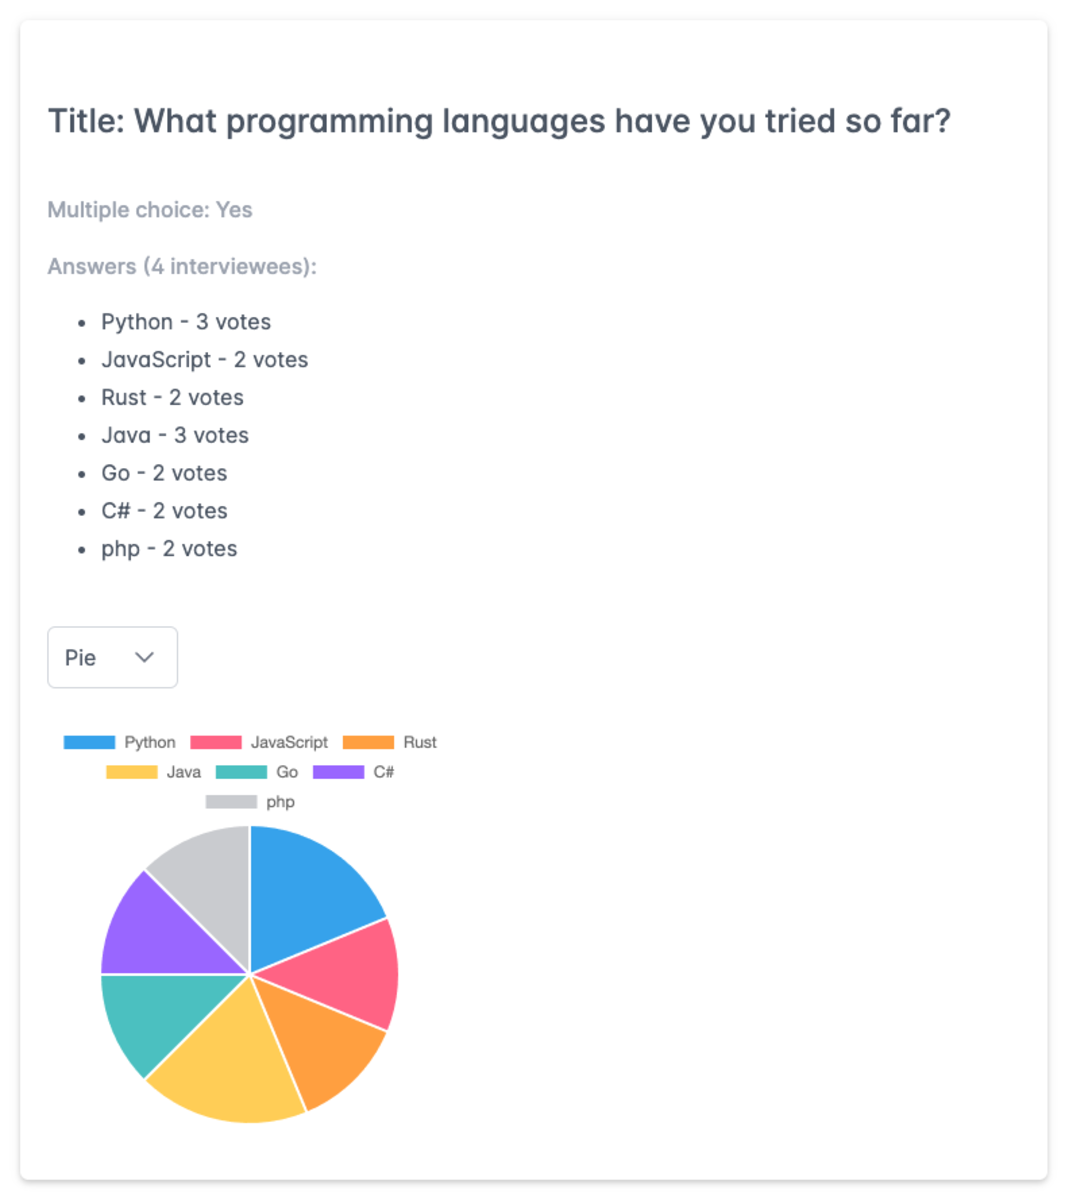 Title: What programming languages have you tried so far?
Multiple choice: Yes
Answers (4 interviewees):
• Python - 3 votes
• JavaScript - 2 votes
• Rust - 2 votes
• Java - 3 votes
• Go - 2 votes
• C# - 2 votes
• php - 2 votes
Pie
Python JavaScript Rust
Java Go C#
php